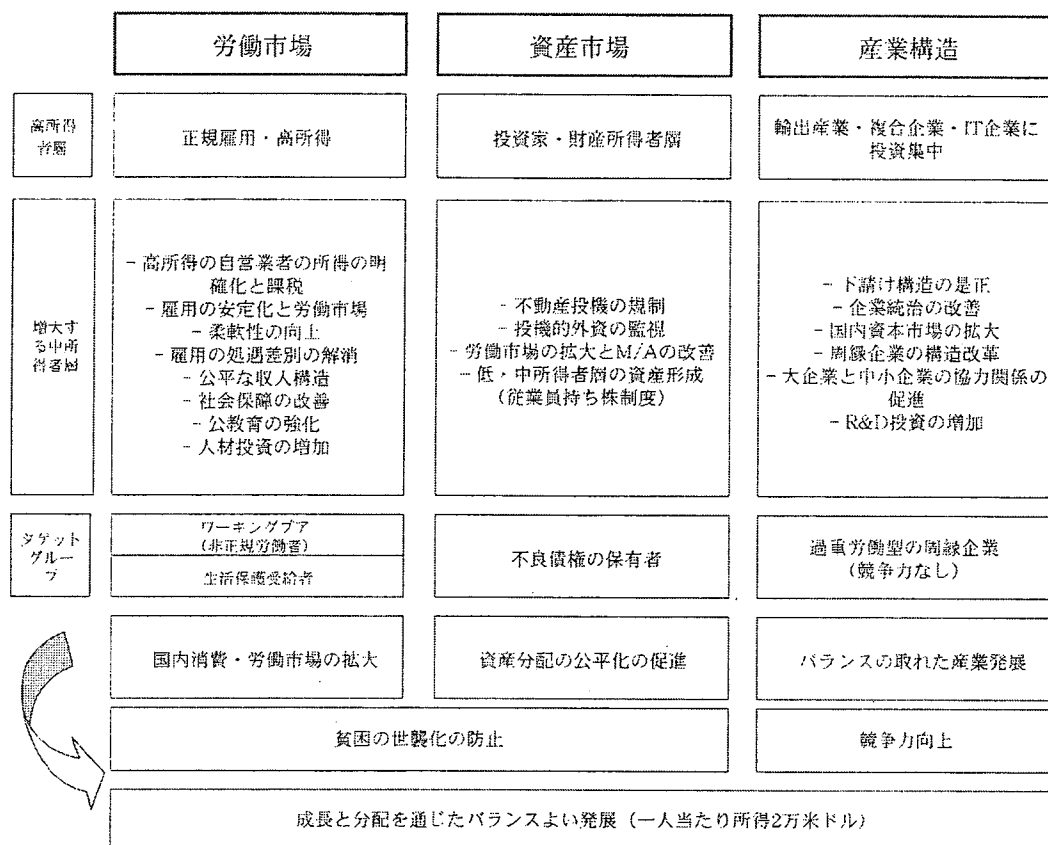 労働市場
資産市場
産業構造
高所得
者層
正規雇用・高所得
投資家・財産所得者層
輸出産業・複合企業・IT企業に
投資集中
増大す
る中所
得者層
- 高所得の自営業者の所得の明
確化と課税
- 雇用の安定化と労働市場
柔軟性の向上
- 雇用の処遇差別の解消
- 公平な収入構造
- 社会保障の改善
- 公教育の強化
- 人材投資の増加
- 不動産投機の規制
- 投機的外資の監視
- 労働市場の拡大とM/Aの改善
- 低・中所得者層の資産形成
(従業員持ち株制度)
- 下請け構造の是正
- 企業統治の改善
- 国内資本市場の拡大
- 周縁企業の構造改革
- 大企業と中小企業の協力関係の
促進
- R&D投資の増加
タゲット
グルー
プ
ワーキングプア
(非正規労働者)
生活保護受給者
不良債権の保有者
過重労働型の周縁企業
(競争力なし)
国内消費・労働市場の拡大
資産分配の公平化の促進
バランスの取れた産業発展
貧困の世襲化の防止
競争力向上
成長と分配を通じたバランスよい発展 (一人当たり所得2万米ドル)